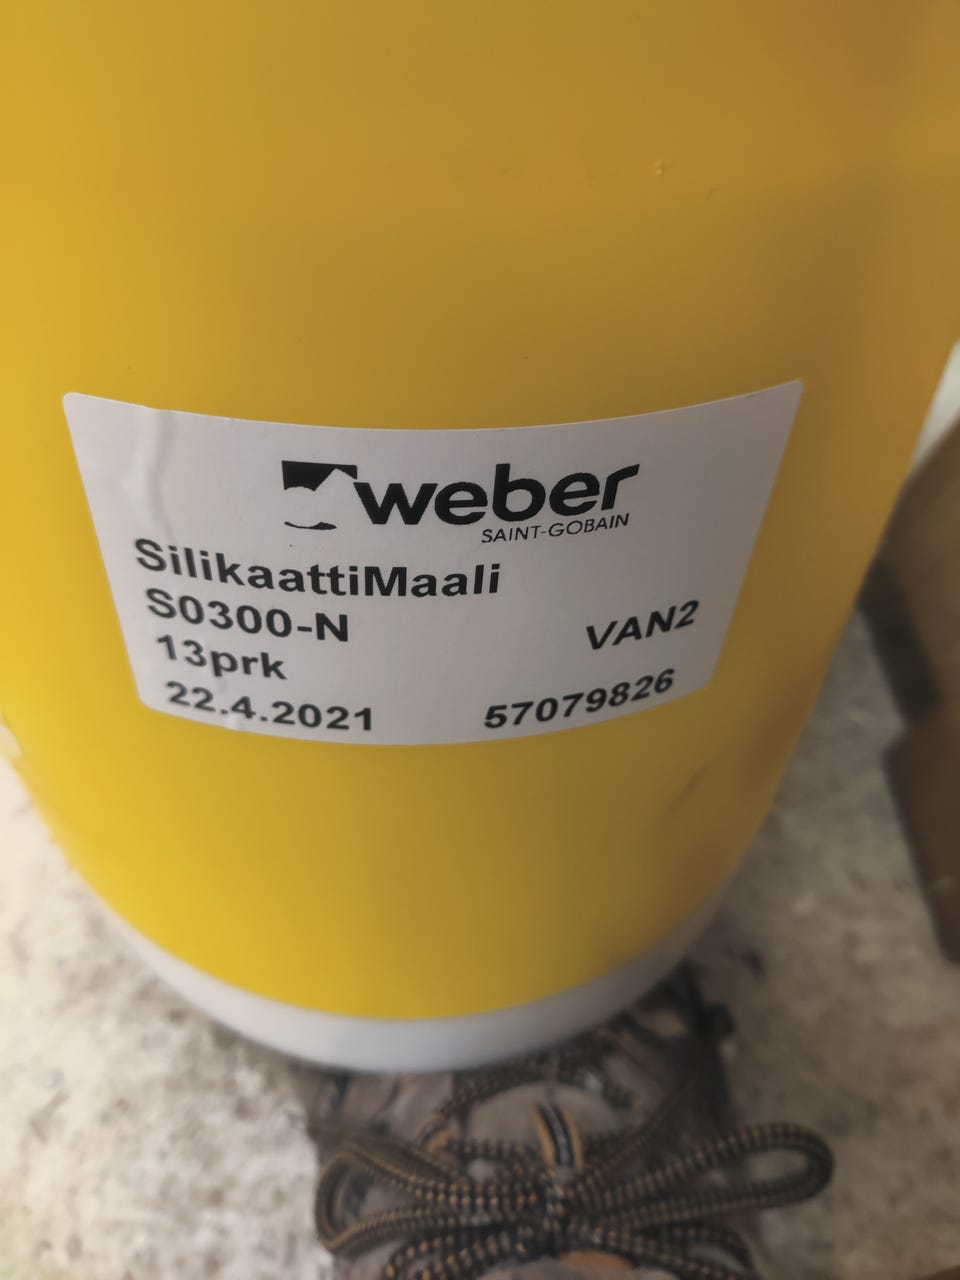 weber
SAINT-GOBAIN
SilikaattiMaali
S0300-N
VAN2
13prk
22.4.2021
57079826